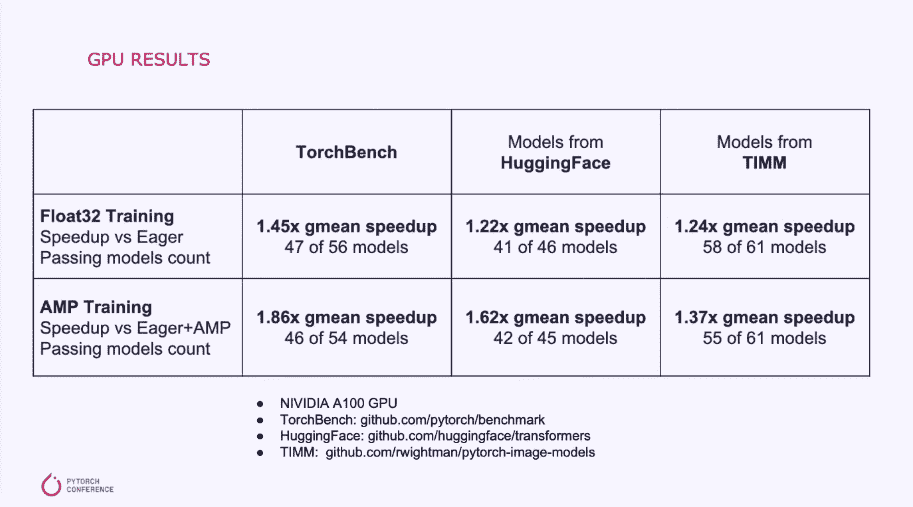 GPU RESULTS
TorchBench
Models from
HuggingFace
Models from
TIMM
Float32 Training
Speedup vs Eager
Passing models count
1.45x gmean speedup
47 of 56 models
1.22x gmean speedup
41 of 46 models
1.24x gmean speedup
58 of 61 models
AMP Training
Speedup vs Eager+AMP
Passing models count
1.86x gmean speedup
46 of 54 models
1.62x gmean speedup
42 of 45 models
1.37x gmean speedup
55 of 61 models
● NIVIDIA A100 GPU
● TorchBench: github.com/pytorch/benchmark
● HuggingFace: github.com/huggingface/transformers
● TIMM: github.com/rwightman/pytorch-image-models
PYTORCH
CONFERENCE